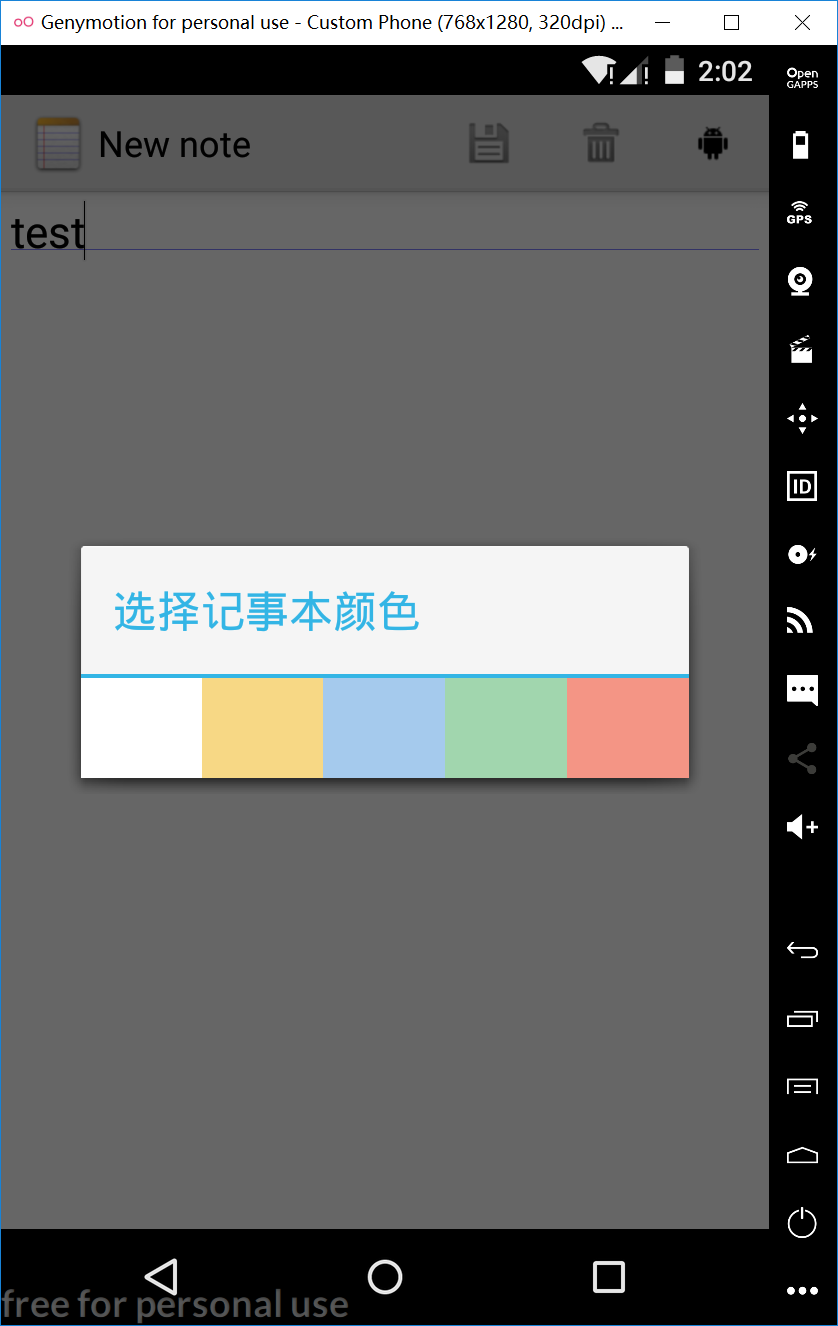 Genymotion for personal use - Custom Phone (768x1280, 320dpi) ...
2:02
Open
GAPPS
New note
GPS
test
ID
选择记事本颜色
free for personal use